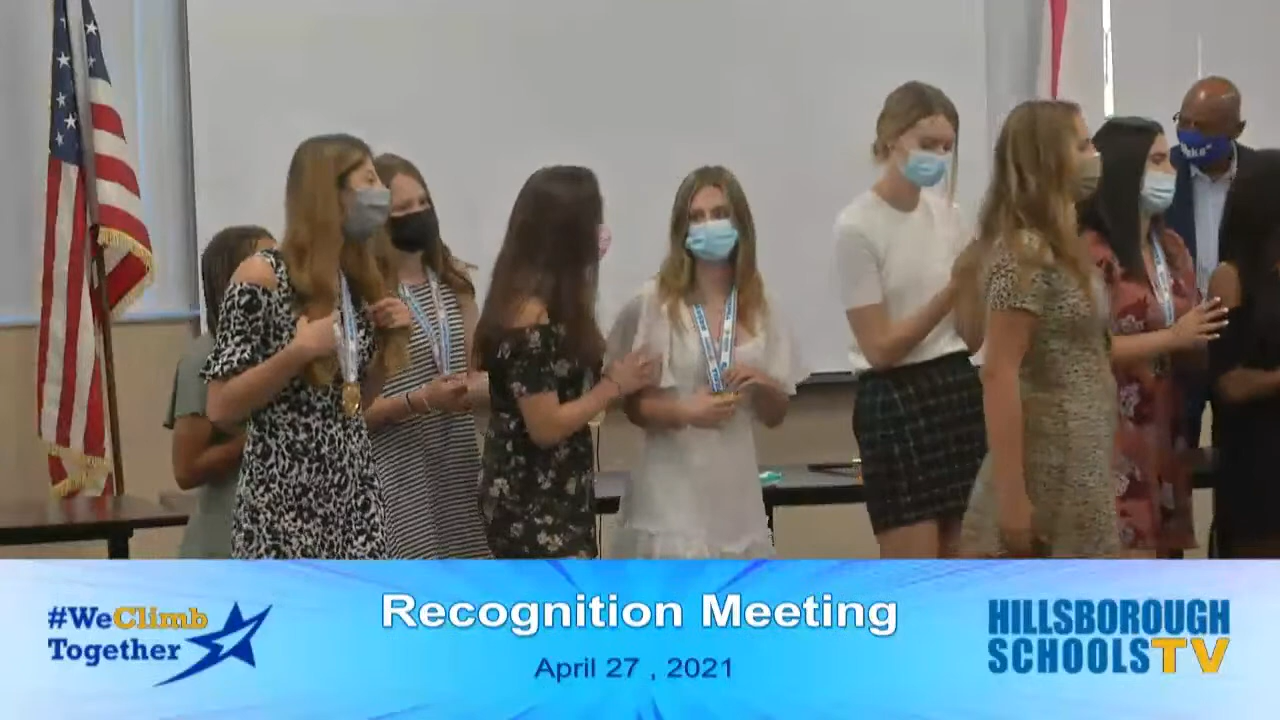 #WeClimb
Together
Recognition Meeting
April 27 , 2021
HILLSBOROUGH
SCHOOLSTV